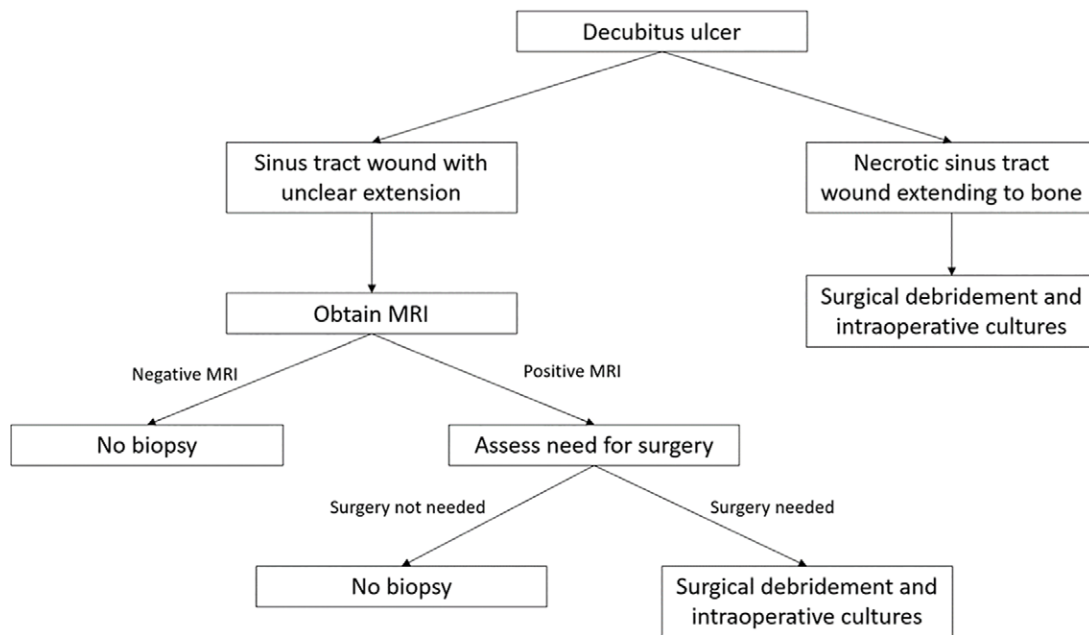 Decubitus ulcer
Sinus tract wound with
unclear extension
Necrotic sinus tract
wound extending to bone
Obtain MRI
Surgical debridement and
intraoperative cultures
Negative MRI
Positive MRI
No biopsy
Assess need for surgery
Surgery not needed
Surgery needed
No biopsy
Surgical debridement and
intraoperative cultures